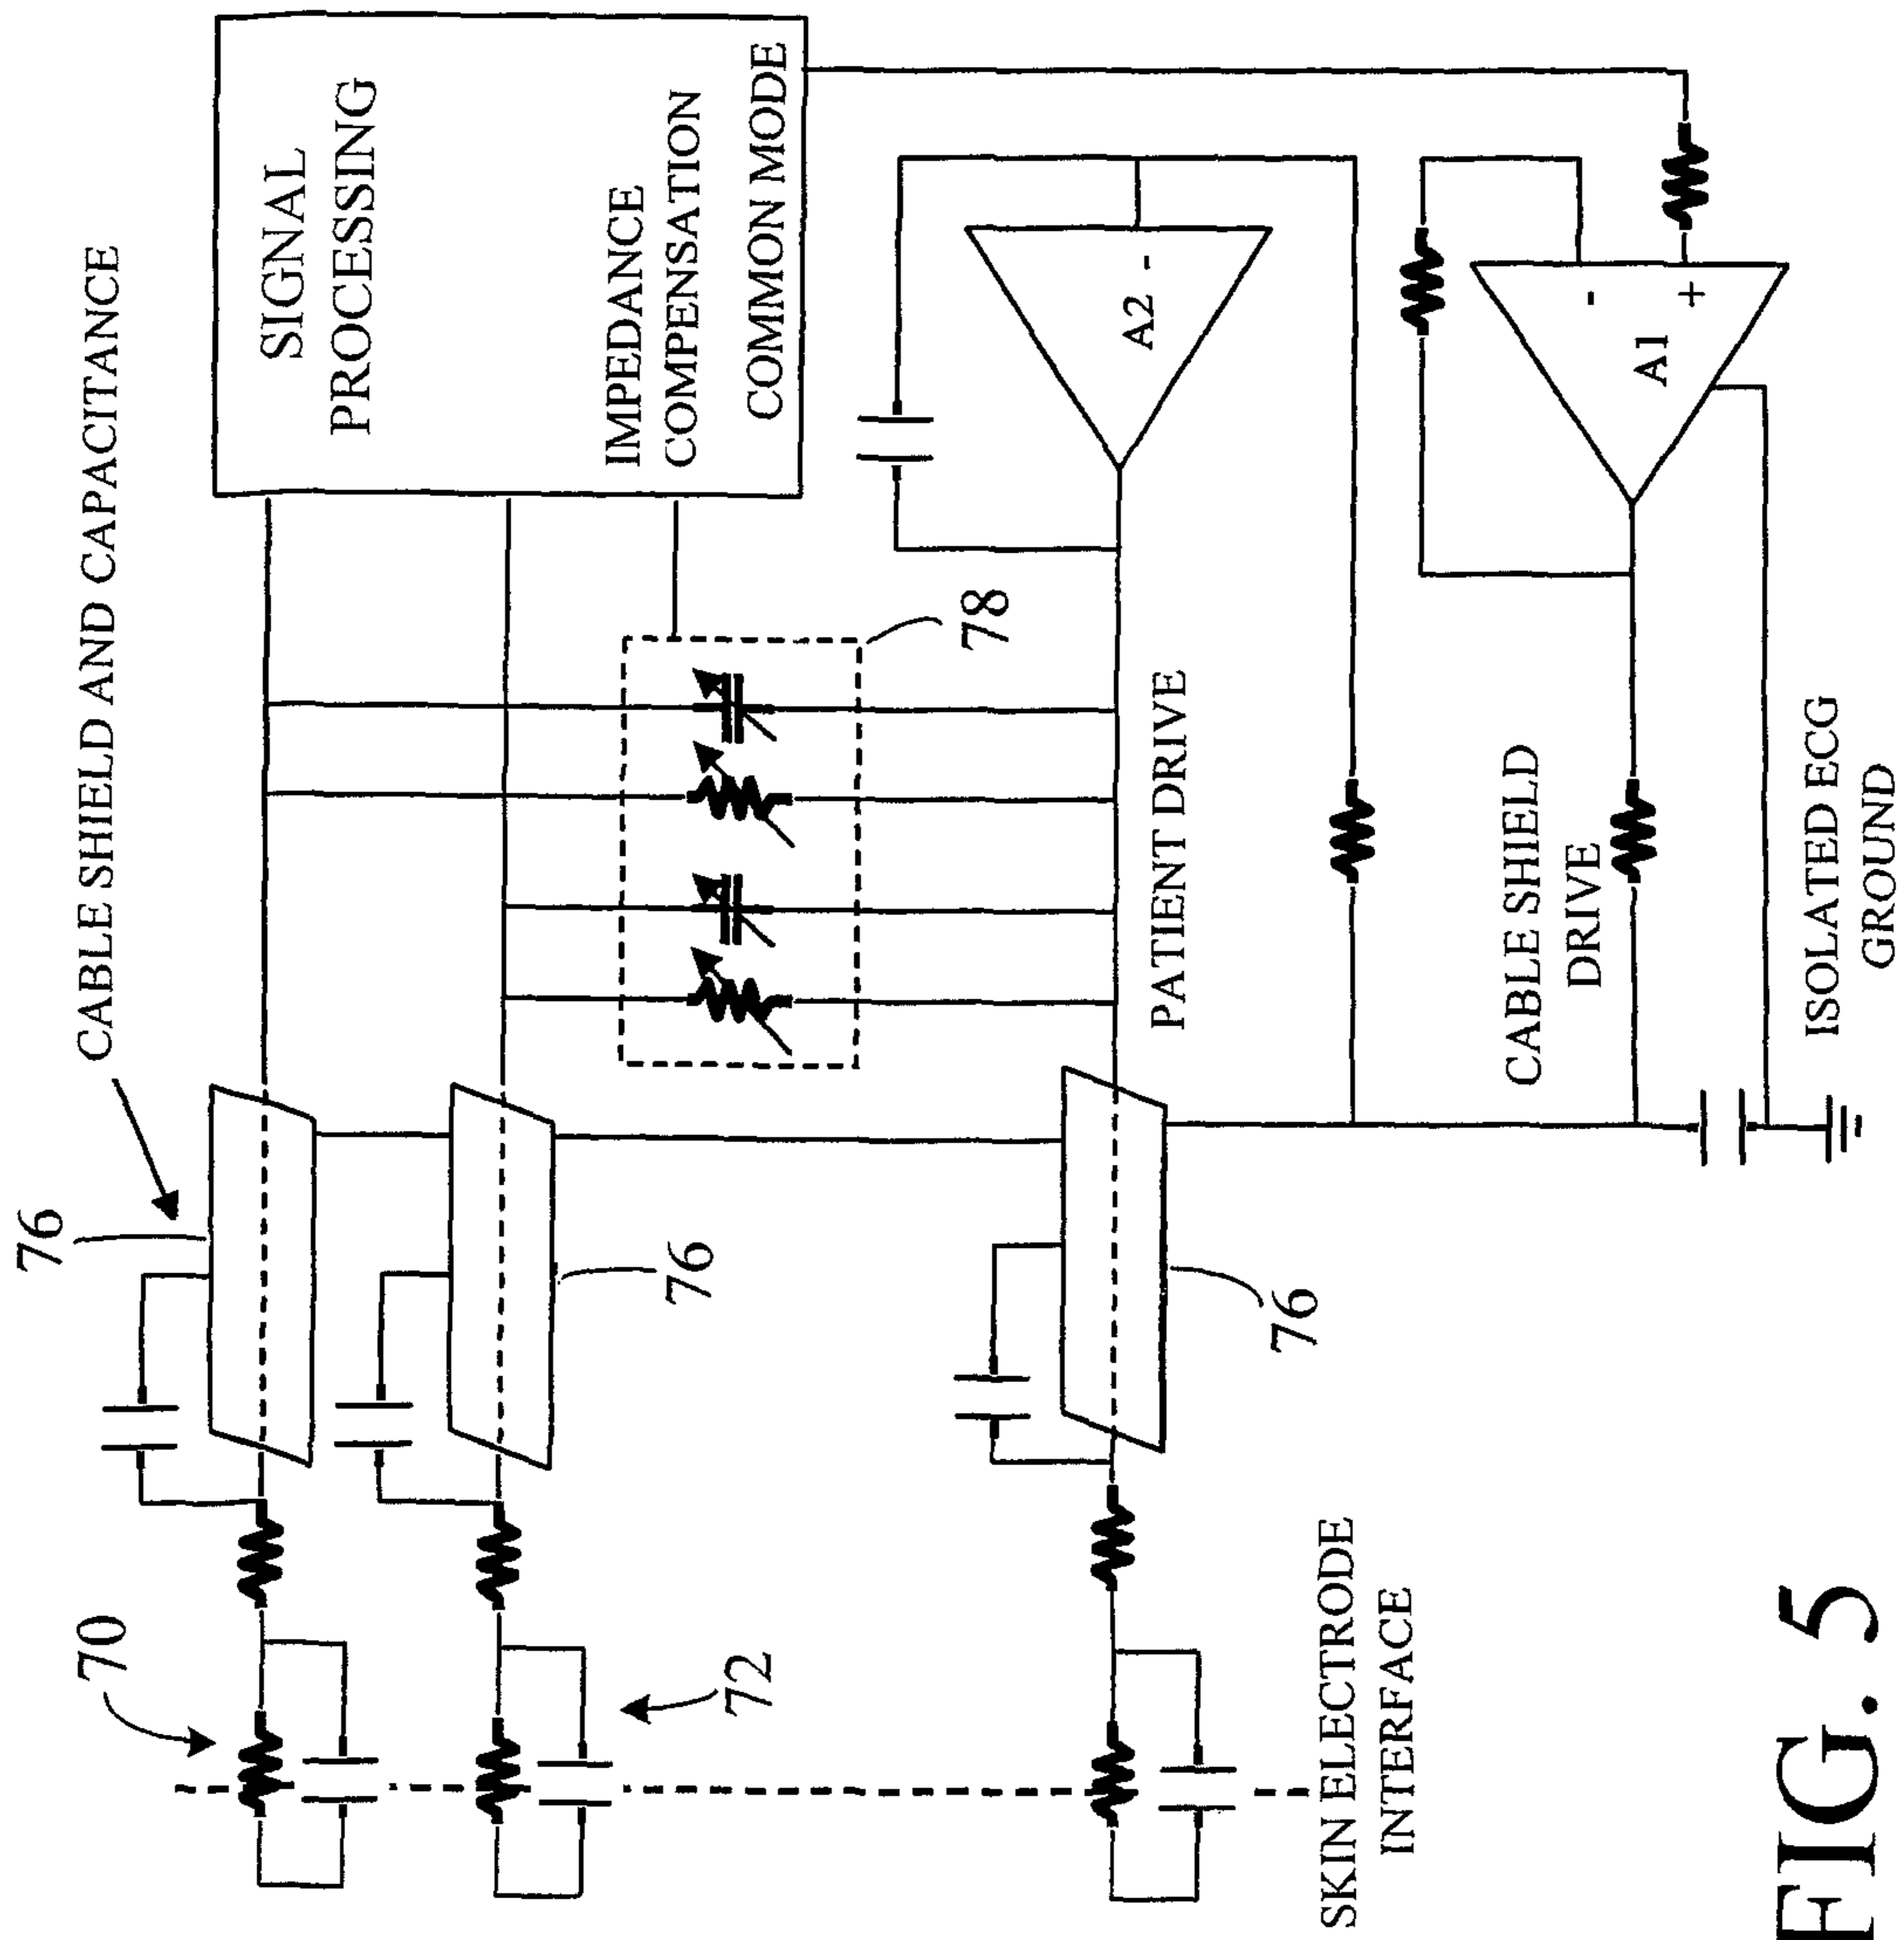 CABLE SHIELD AND CAPACITANCE
76
70
SIGNAL
PROCESSING
IMPEDANCE
COMPENSATION
COMMON MODE
76
72
78
A2 -
PATIENT DRIVE
76
SKIN ELECTRODE
INTERFACE
CABLE SHIELD
DRIVE
-
A1
+
ISOLATED ECG
GROUND
FIG. 5